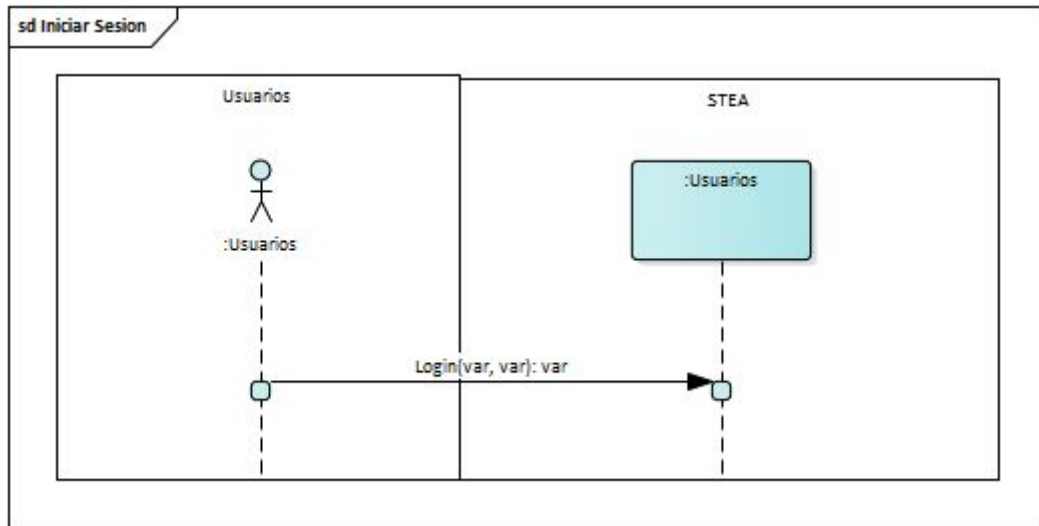 sd Iniciar Sesion
Usuarios
STEA
:Usuarios
:Usuarios
Login(var, var): var